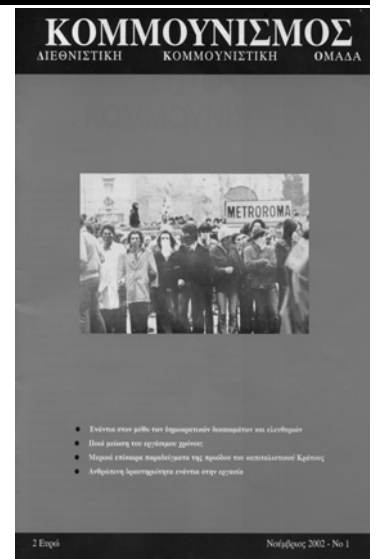 ΚΟΜΜΟΥΝΙΣΜΟΣ
ΔΙΕΘΝΙΣΤΙΚΗ ΚΟΜΜΟΥΝΙΣΤΙΚΗ ΟΜΑΔΑ
METROROMA
Ενάντια στον μύθο των δημοκρατικών δικαιωμάτων και ελευθεριών
Ποιά μείωση του εργάσιμου χρόνου;
Μερικά επίκαιρα παραδείγματα της προόδου του καπιταλιστικού Κράτους
Ανθρώπινη δραστηριότητα ενάντια στην εργασία
2 Ευρώ Νοέμβριος 2002 - No 1